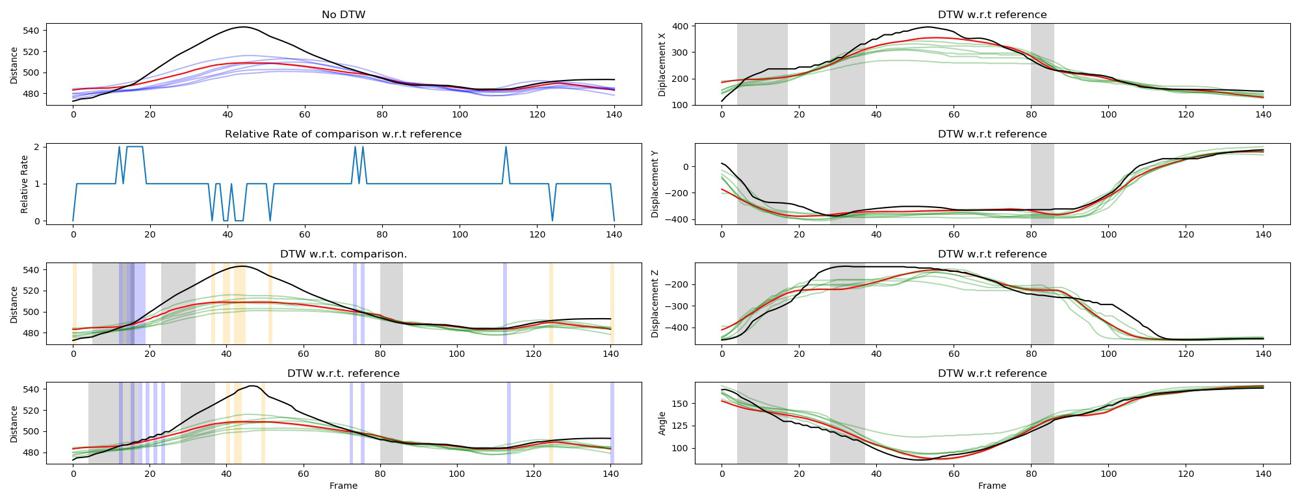 No DTW
Distance
480
500
520
540
0 20 40 60 80 100 120 140
Relative Rate of comparison w.r.t reference
Relative Rate
0
1
2
0 20 40 60 80 100 120 140
DTW w.r.t. comparison.
Distance
480
500
520
540
0 20 40 60 80 100 120 140
DTW w.r.t. reference
Distance
480
500
520
540
0 20 40 60 80 100 120 140
Frame
DTW w.r.t reference
Diplacement X
100
200
300
400
0 20 40 60 80 100 120 140
DTW w.r.t reference
Displacement Y
−400
−200
0
0 20 40 60 80 100 120 140
DTW w.r.t reference
Displacement Z
−400
−300
−200
0 20 40 60 80 100 120 140
DTW w.r.t reference
Angle
100
125
150
0 20 40 60 80 100 120 140
Frame